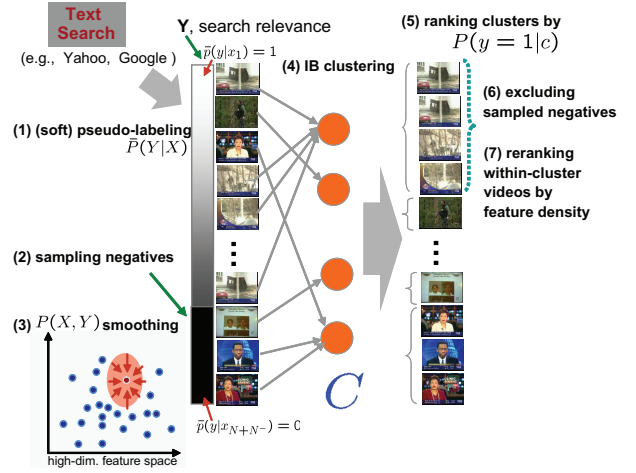 Text
Search
(e.g., Yahoo, Google )
Y, search relevance
p̄(y|x₁) = 1
(1) (soft) pseudo-labeling
P̄(Y|X)
(2) sampling negatives
(3) P(X, Y) smoothing
high-dim. feature space
p̄(y|x_{N+N⁻}) = 0
(4) IB clustering
C
(5) ranking clusters by
P(y = 1|c)
(6) excluding
sampled negatives
(7) reranking
within-cluster
videos by
feature density